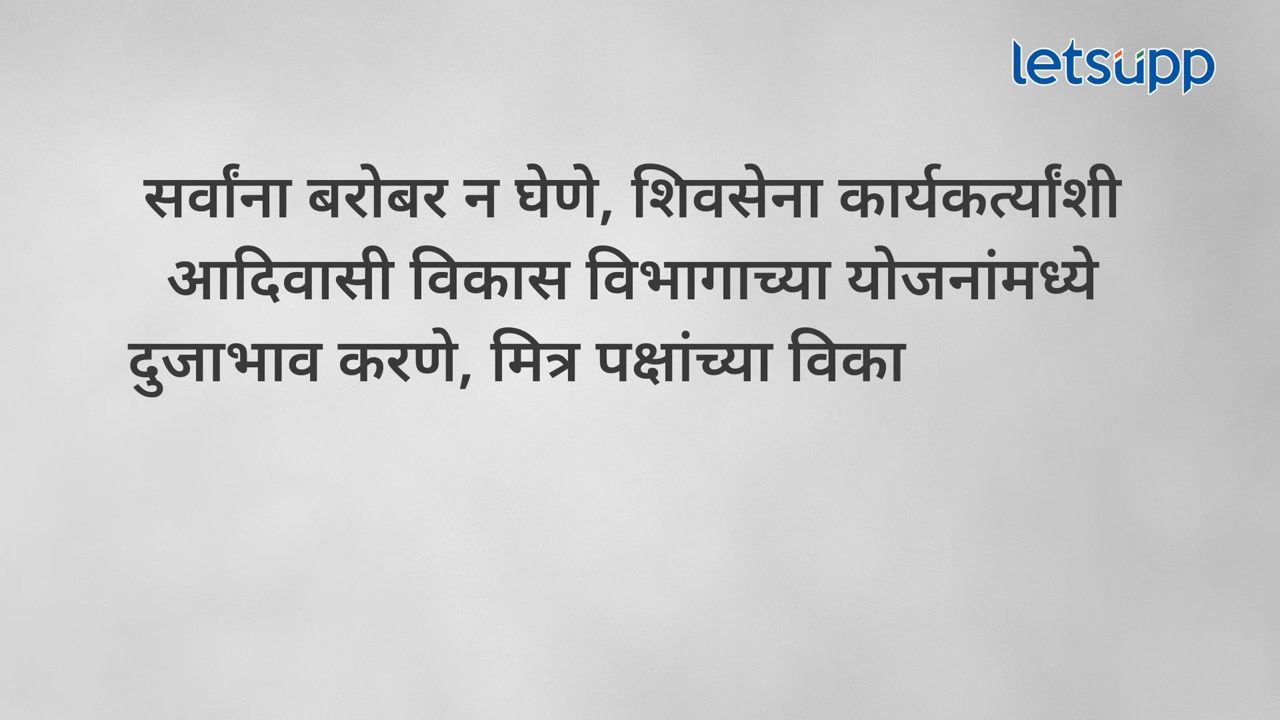 letsupp
सर्वांना बरोबर न घेणे, शिवसेना कार्यकर्त्यांशी
आदिवासी विकास विभागाच्या योजनांमध्ये
दुजाभाव करणे, मित्र पक्षांच्या विका